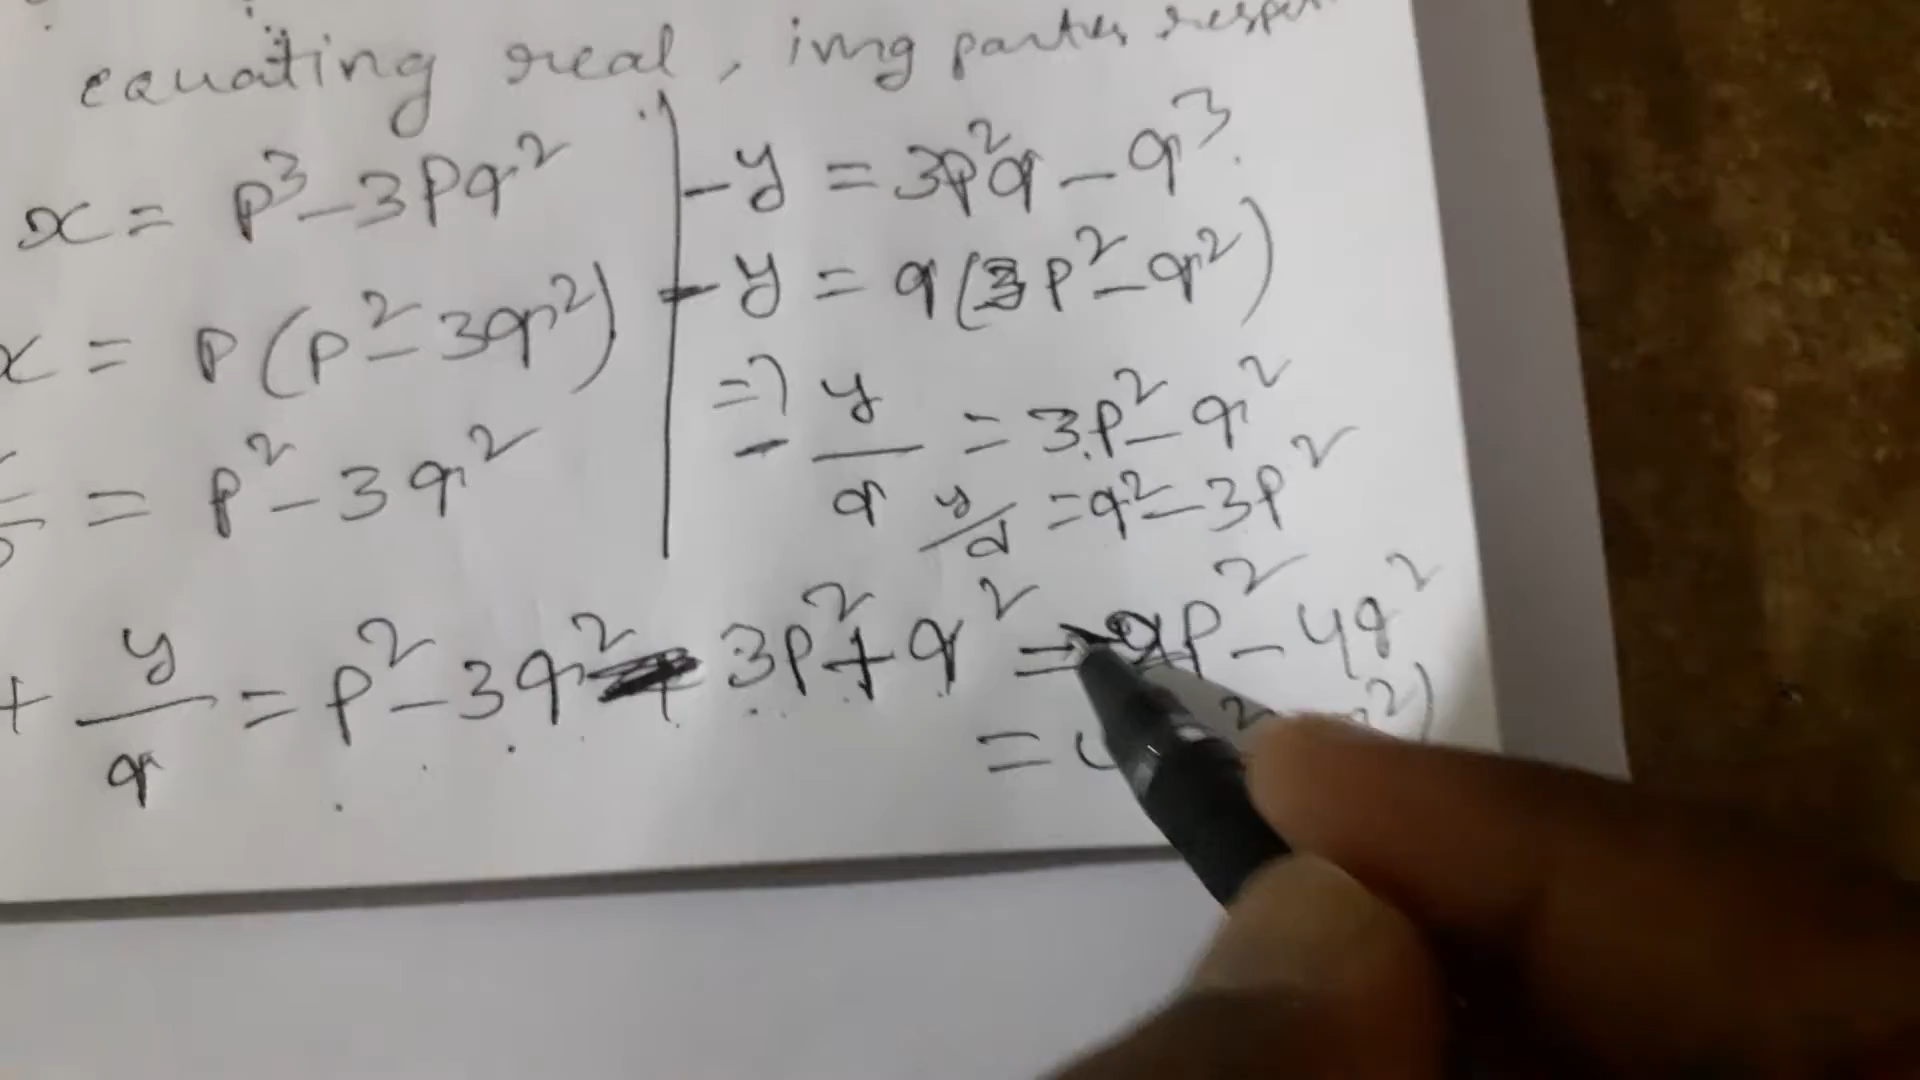 equating real, img parts
x = p³ - 3pq²
x = p(p² - 3q²)
= p² - 3q²
-y = 3p²q - q³
-y = q(3p² - q²)
⇒ -y/q = 3p² - q²
y/q = q² - 3p²
+ y/q = p² - 3q² - 3p² + q² = p² - 4q²
=